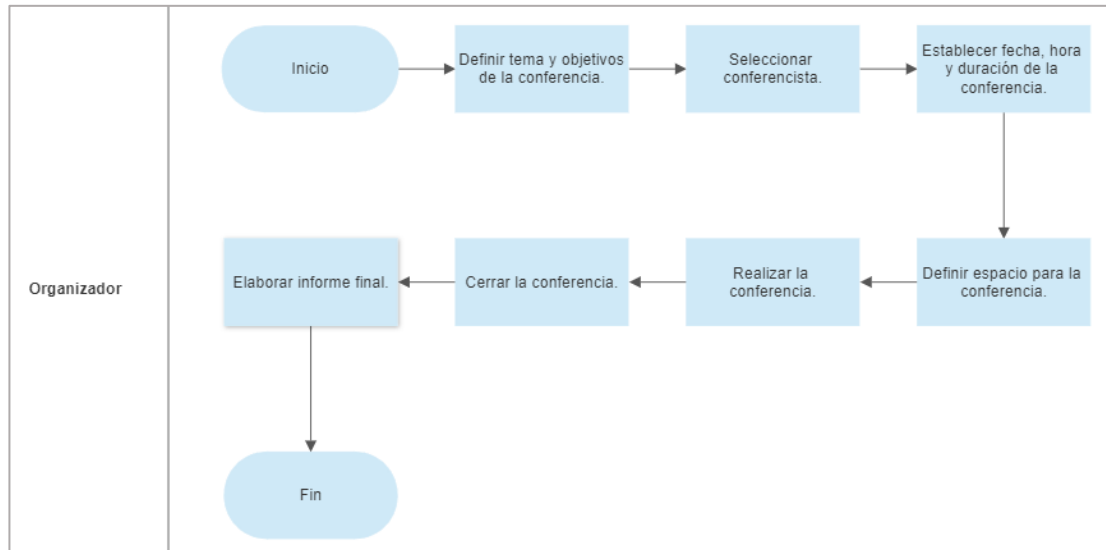 Inicio
Definir tema y objetivos
de la conferencia.
Seleccionar
conferencista.
Establecer fecha, hora
y duración de la
conferencia.
Organizador
Elaborar informe final.
Cerrar la conferencia.
Realizar la
conferencia.
Definir espacio para la
conferencia.
Fin